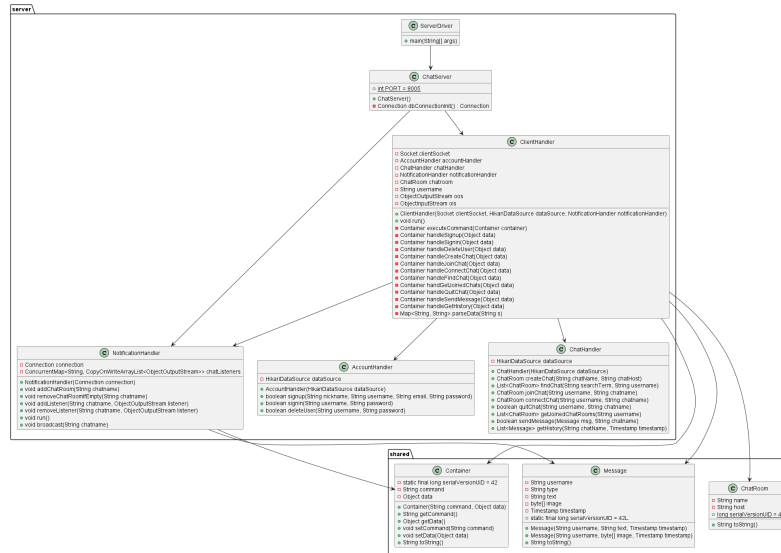 server
C ServerDriver
main(String[] args)
C ChatServer
int PORT = 8005
ChatServer()
Connection dbConnectionInit() : Connection
C ClientHandler
Socket clientSocket
AccountHandler accountHandler
ChatHandler chatHandler
NotificationHandler notificationHandler
ChatRoom chatroom
String username
ObjectOutputStream oos
ObjectInputStream ois
ClientHandler(Socket clientSocket, HikariDataSource dataSource, NotificationHandler notificationHandler)
void run()
Container executeCommand(Container container)
Container handleSignup(Object data)
Container handleSignin(Object data)
Container handleDeleteUser(Object data)
Container handleCreateChat(Object data)
Container handleJoinChat(Object data)
Container handleConnectChat(Object data)
Container handleFindChat(Object data)
Container handGetJoinedChats(Object data)
Container handleQuitChat(Object data)
Container handleSendMessage(Object data)
Container handleGetHistory(Object data)
Map<String, String> parseData(String s)
C NotificationHandler
Connection connection
ConcurrentMap<String, CopyOnWriteArrayList<ObjectOutputStream>> chatListeners
NotificationHandler(Connection connection)
void addChatRoom(String chatname)
void removeChatRoomIfEmpty(String chatname)
void addListener(String chatname, ObjectOutputStream listener)
void removeListener(String chatname, ObjectOutputStream listener)
void run()
void broadcast(String chatname)
C AccountHandler
HikariDataSource dataSource
AccountHandler(HikariDataSource dataSource)
boolean signup(String nickname, String username, String email, String password)
boolean signin(String username, String password)
boolean deleteUser(String username, String password)
C ChatHandler
HikariDataSource dataSource
ChatHandler(HikariDataSource dataSource)
ChatRoom createChat(String chatName, String chatHost)
List<ChatRoom> findChat(String searchTerm, String username)
ChatRoom joinChat(String username, String chatname)
ChatRoom connectChat(String username, String chatname)
boolean quitChat(String username, String chatname)
List<ChatRoom> getJoinedChatRooms(String username)
boolean sendMessage(Message msg, String chatname)
List<Message> getHistory(String chatName, Timestamp timestamp)
shared
C Container
static final long serialVersionUID = 42
String command
Object data
Container(String command, Object data)
String getCommand()
Object getData()
void setCommand(String command)
void setData(Object data)
String toString()
C Message
String username
String type
String text
byte[] image
Timestamp timestamp
static final long serialVersionUID = 42L
Message(String username, String text, Timestamp timestamp)
Message(String username, byte[] image, Timestamp timestamp)
String toString()
C ChatRoom
String name
String host
long serialVersionUID = 4
String toString()